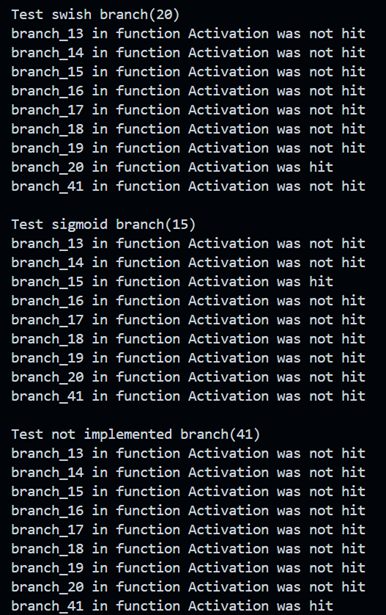 Test swish branch(20)
branch_13 in function Activation was not hit
branch_14 in function Activation was not hit
branch_15 in function Activation was not hit
branch_16 in function Activation was not hit
branch_17 in function Activation was not hit
branch_18 in function Activation was not hit
branch_19 in function Activation was not hit
branch_20 in function Activation was hit
branch_41 in function Activation was not hit

Test sigmoid branch(15)
branch_13 in function Activation was not hit
branch_14 in function Activation was not hit
branch_15 in function Activation was hit
branch_16 in function Activation was not hit
branch_17 in function Activation was not hit
branch_18 in function Activation was not hit
branch_19 in function Activation was not hit
branch_20 in function Activation was not hit
branch_41 in function Activation was not hit

Test not implemented branch(41)
branch_13 in function Activation was not hit
branch_14 in function Activation was not hit
branch_15 in function Activation was not hit
branch_16 in function Activation was not hit
branch_17 in function Activation was not hit
branch_18 in function Activation was not hit
branch_19 in function Activation was not hit
branch_20 in function Activation was not hit
branch_41 in function Activation was hit